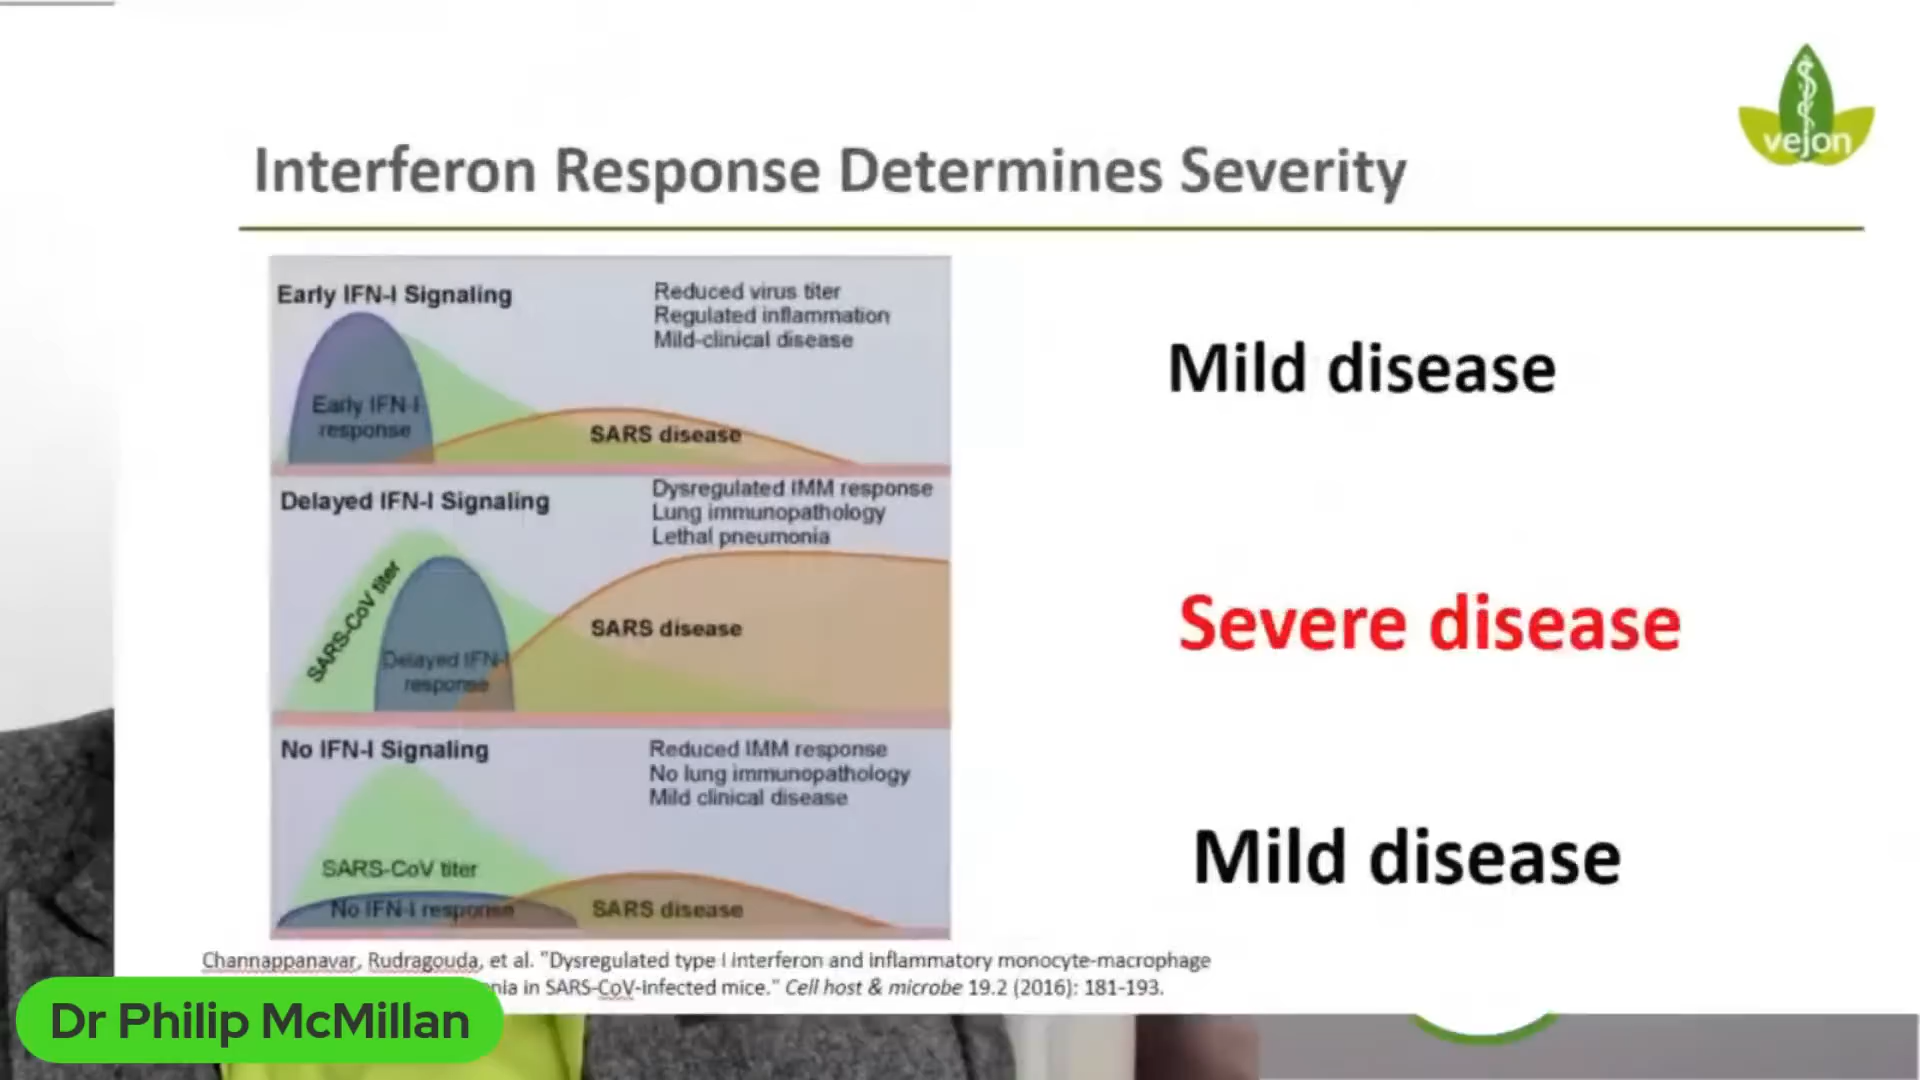 vejon
Interferon Response Determines Severity
Early IFN-I Signaling
Reduced virus titer
Regulated inflammation
Mild-clinical disease
Early IFN-I
response
SARS disease
Mild disease
Delayed IFN-I Signaling
Dysregulated IMM response
Lung immunopathology
Lethal pneumonia
SARS-CoV titer
Delayed IFN-I
response
SARS disease
Severe disease
No IFN-I Signaling
Reduced IMM response
No lung immunopathology
Mild clinical disease
SARS-CoV titer
No IFN-I response
SARS disease
Mild disease
Channappanavar, Rudragouda, et al. "Dysregulated type I interferon and inflammatory monocyte-macrophage
in SARS-CoV-infected mice." Cell host & microbe 19.2 (2016): 181-193.
Dr Philip McMillan